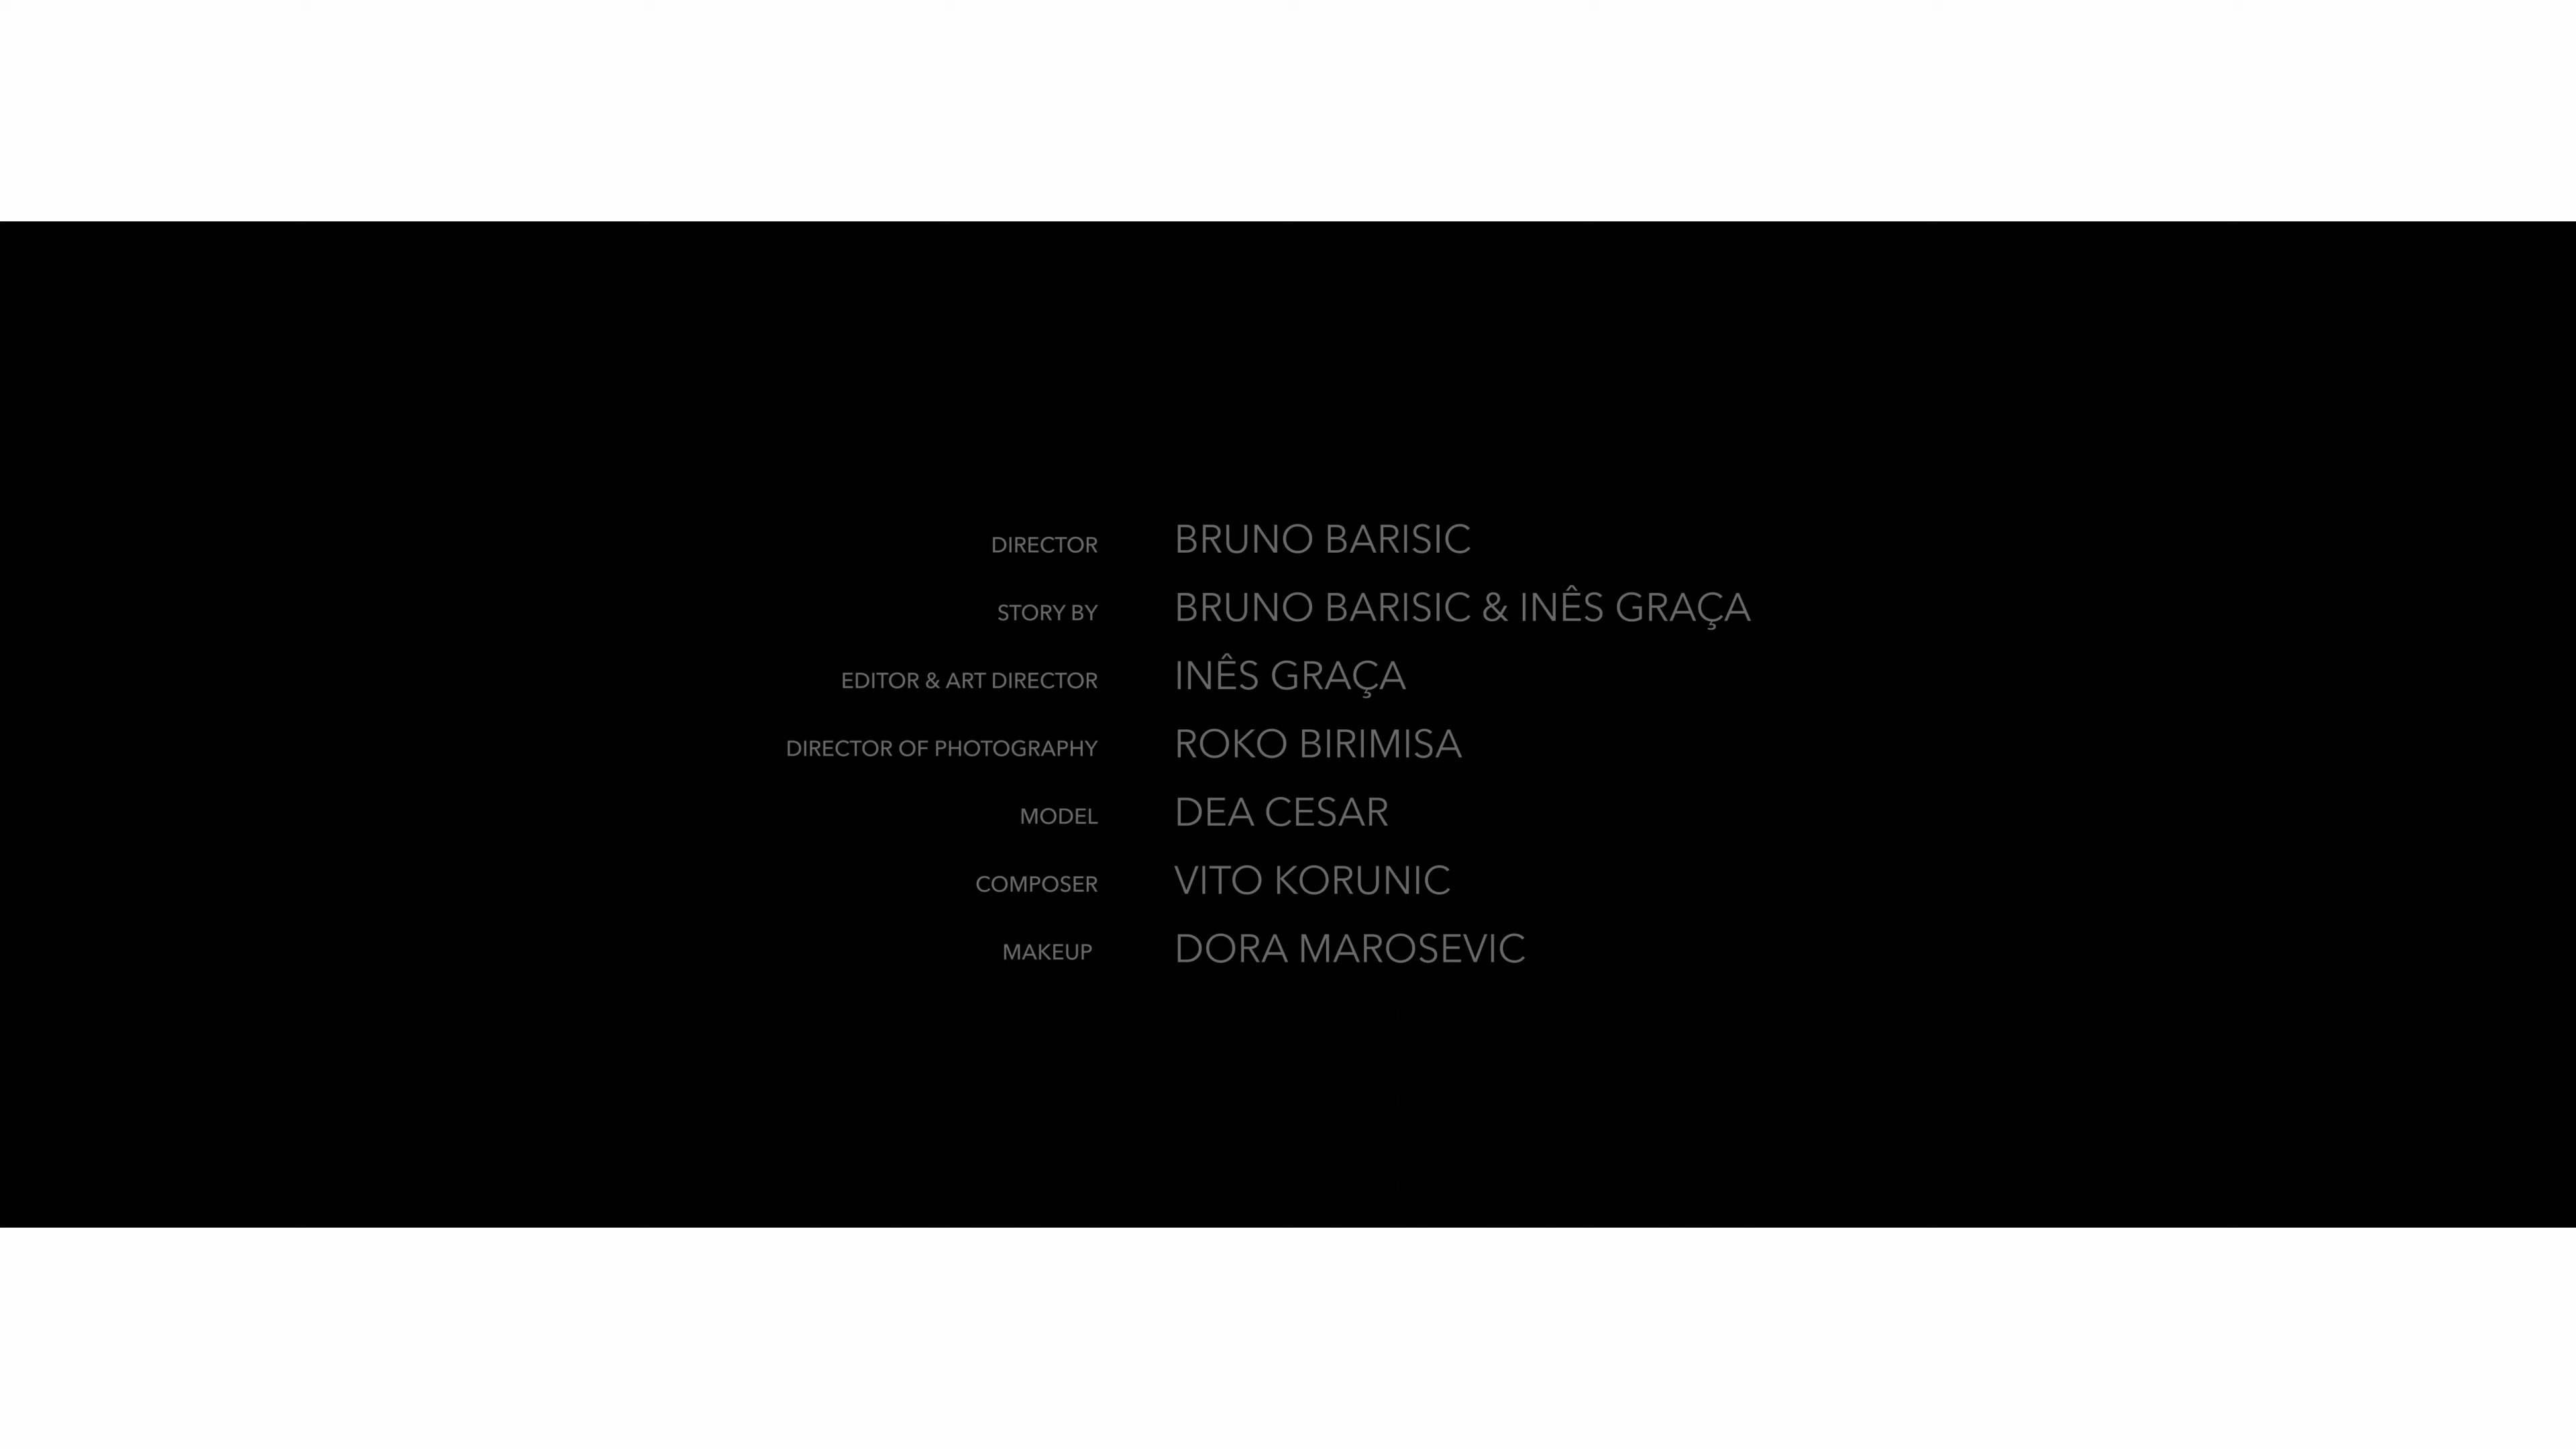 DIRECTOR BRUNO BARISIC
STORY BY BRUNO BARISIC & INÊS GRAÇA
EDITOR & ART DIRECTOR INÊS GRAÇA
DIRECTOR OF PHOTOGRAPHY ROKO BIRIMISA
MODEL DEA CESAR
COMPOSER VITO KORUNIC
MAKEUP DORA MAROSEVIC